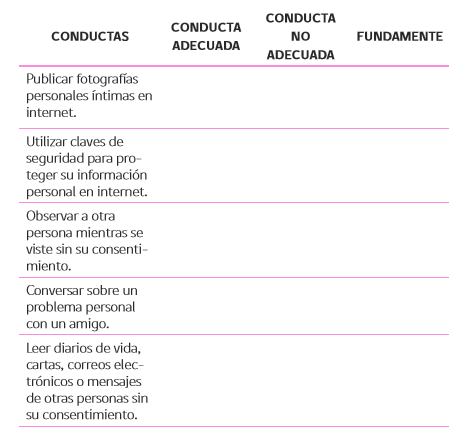 CONDUCTAS
CONDUCTA
ADECUADA
CONDUCTA
NO
ADECUADA
FUNDAMENTE
Publicar fotografías
personales íntimas en
internet.
Utilizar claves de
seguridad para pro-
teger su información
personal en internet.
Observar a otra
persona mientras se
viste sin su consenti-
miento.
Conversar sobre un
problema personal
con un amigo.
Leer diarios de vida,
cartas, correos elec-
trónicos o mensajes
de otras personas sin
su consentimiento.